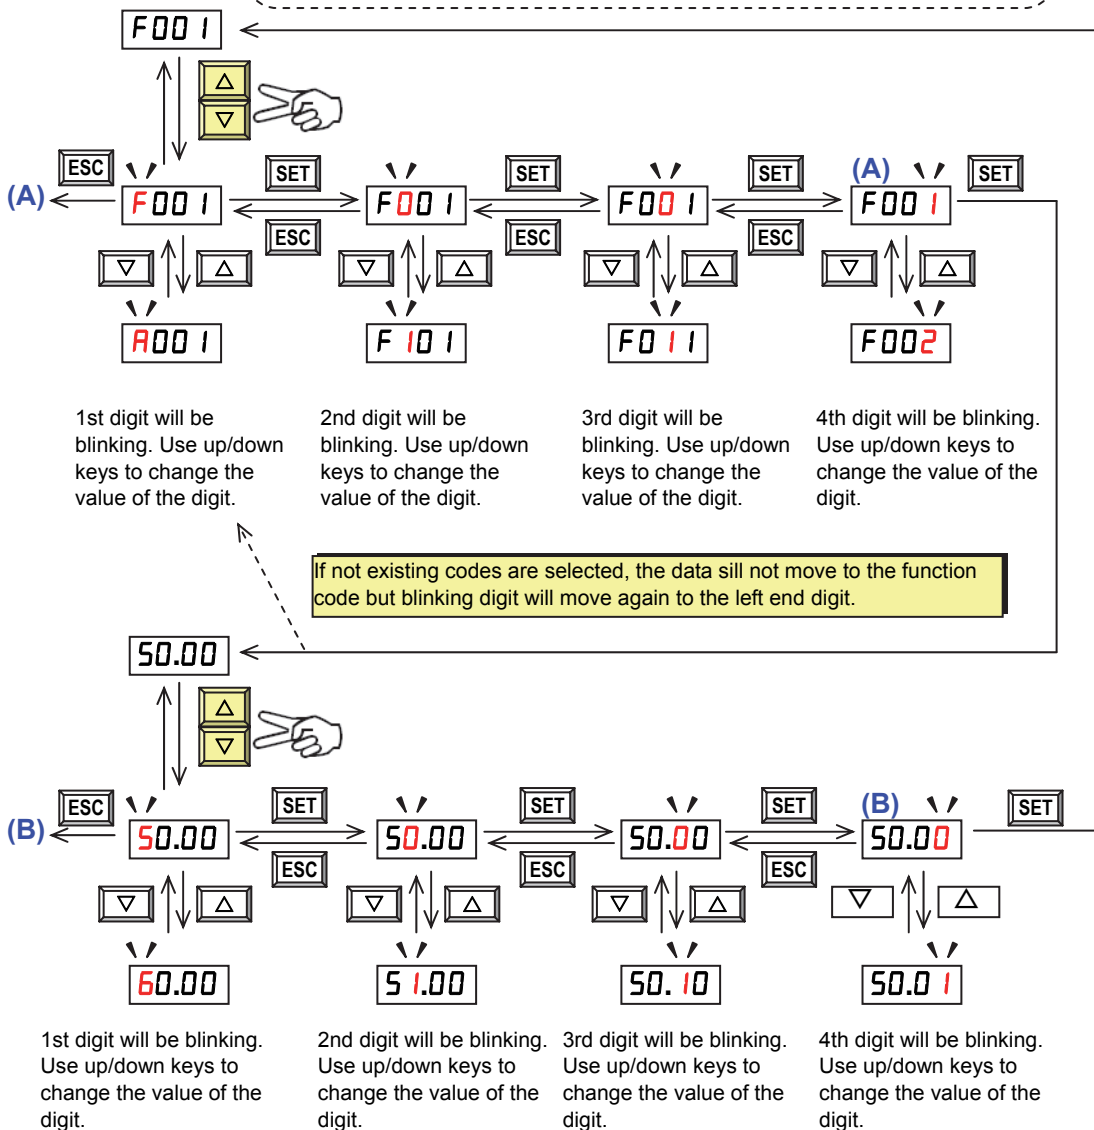 F001
ESC
SET
SET
SET
(A)
SET
(A)
F001
F001
F001
F001
ESC
ESC
ESC
A001
F101
F011
F002
1st digit will be
blinking. Use up/down
keys to change the
value of the digit.
2nd digit will be
blinking. Use up/down
keys to change the
value of the digit.
3rd digit will be
blinking. Use up/down
keys to change the
value of the digit.
4th digit will be blinking.
Use up/down keys to
change the value of the
digit.
If not existing codes are selected, the data sill not move to the function
code but blinking digit will move again to the left end digit.
50.00
ESC
SET
SET
SET
(B)
SET
(B)
50.00
50.00
50.00
50.00
ESC
ESC
ESC
60.00
51.00
50.10
50.01
1st digit will be blinking.
Use up/down keys to
change the value of the
digit.
2nd digit will be blinking.
Use up/down keys to
change the value of the
digit.
3rd digit will be blinking.
Use up/down keys to
change the value of the
digit.
4th digit will be blinking.
Use up/down keys to
change the value of the
digit.